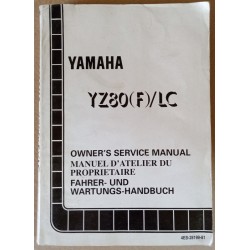 YAMAHA
YZ80(F)/LC
OWNER'S SERVICE MANUAL
MANUEL D'ATELIER DU
PROPRIETAIRE
FAHRER- UND
WARTUNGS-HANDBUCH